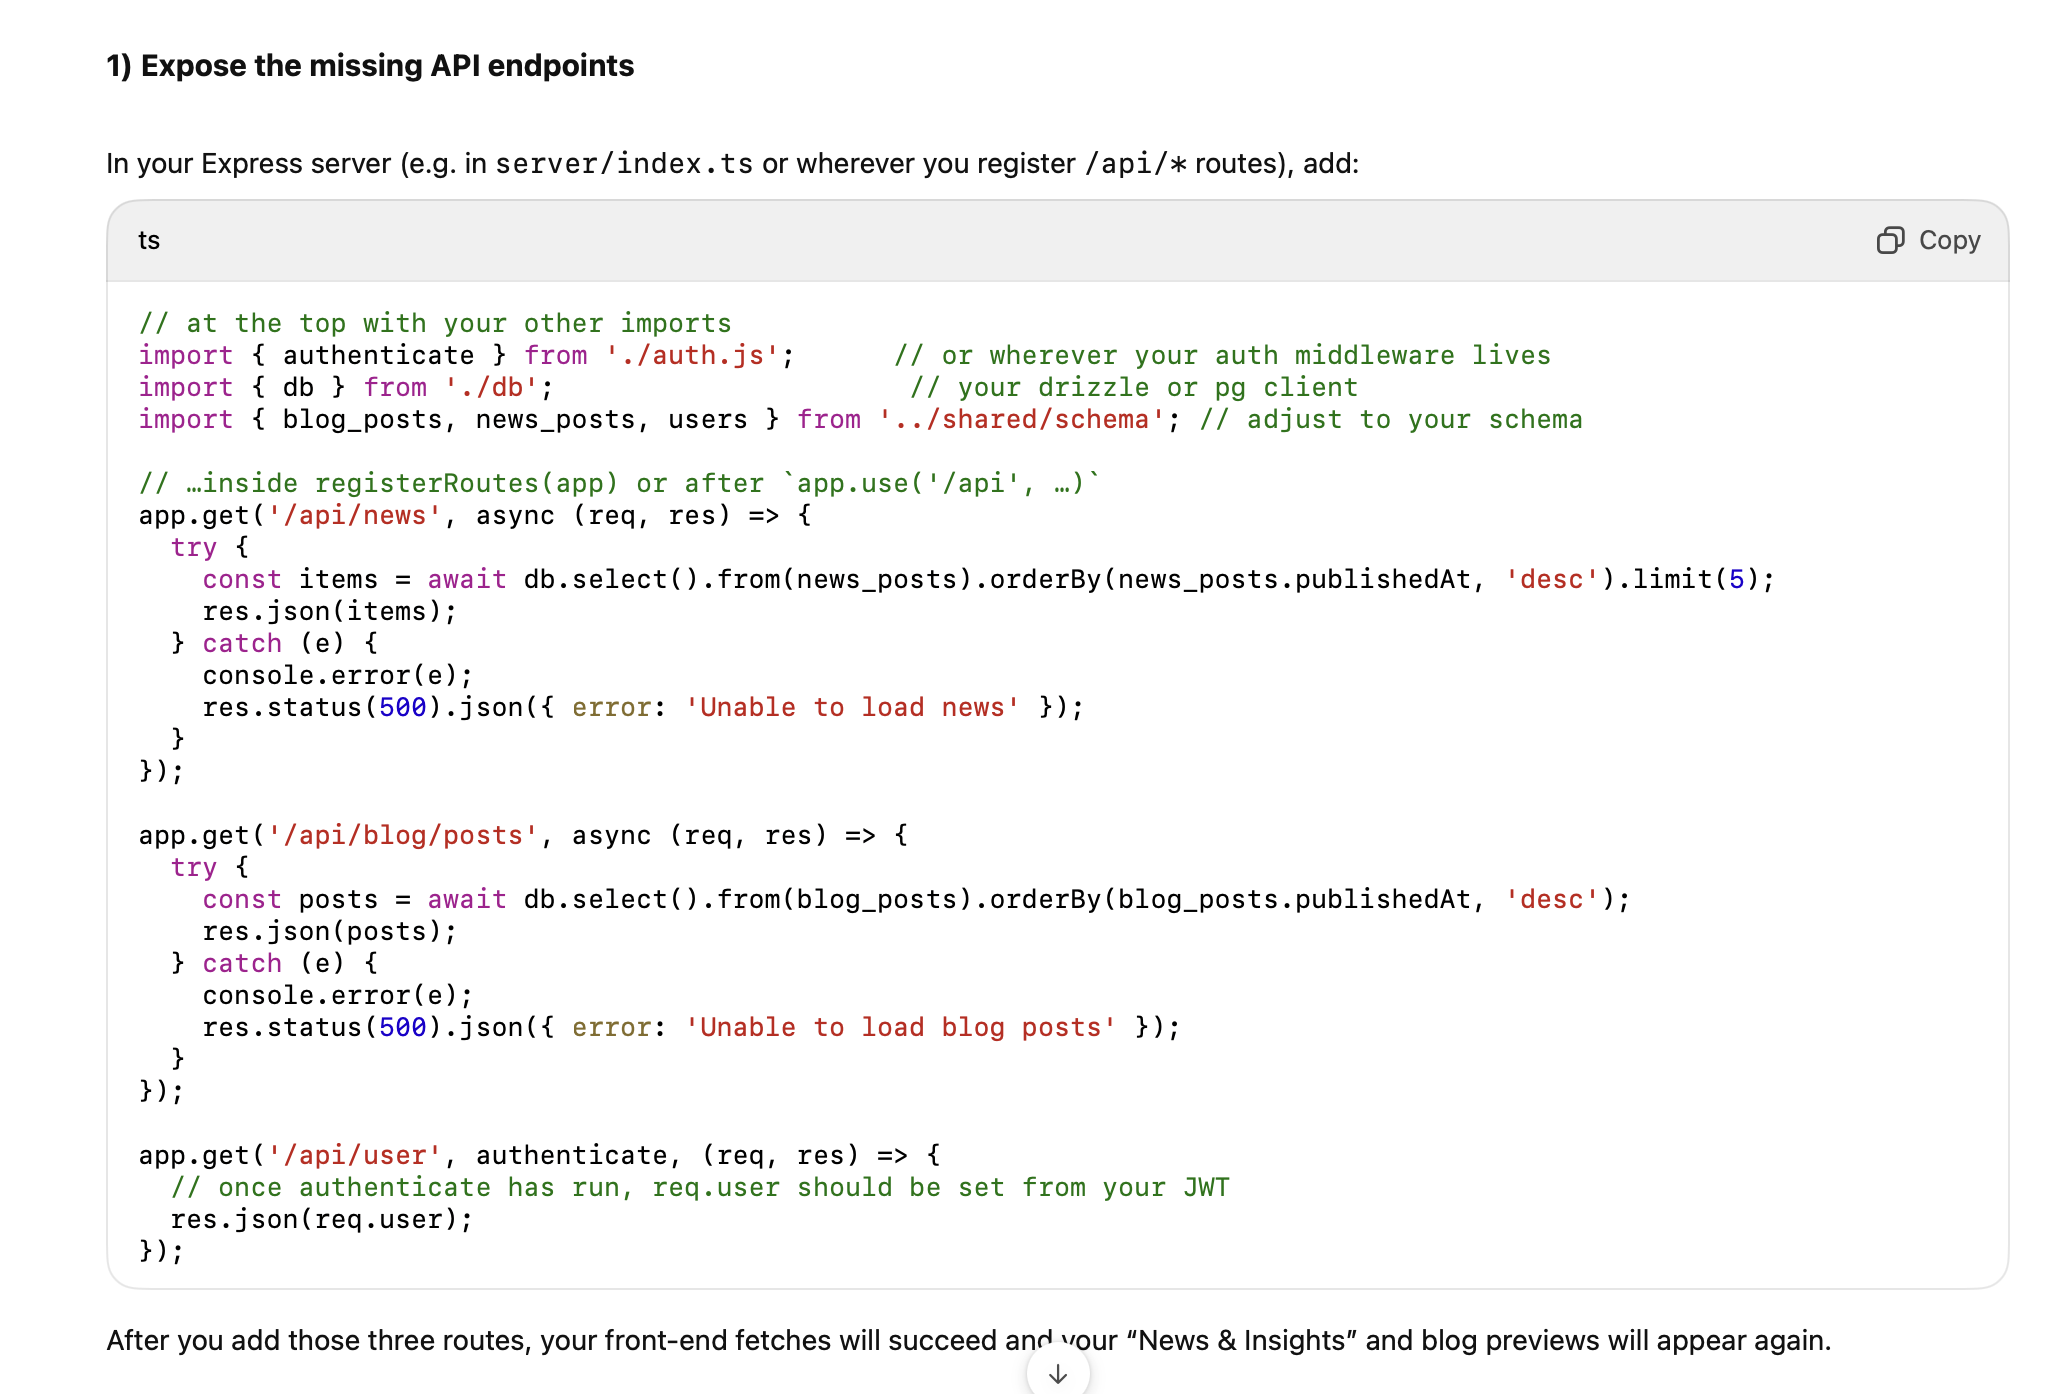 1) Expose the missing API endpoints
In your Express server (e.g. in server/index.ts or wherever you register /api/* routes), add:
ts
Copy
// at the top with your other imports
import { authenticate } from './auth.js';      // or wherever your auth middleware lives
import { db } from './db';                      // your drizzle or pg client
import { blog_posts, news_posts, users } from '../shared/schema'; // adjust to your schema
// …inside registerRoutes(app) or after `app.use('/api', …)`
app.get('/api/news', async (req, res) => {
  try {
    const items = await db.select().from(news_posts).orderBy(news_posts.publishedAt, 'desc').limit(5);
    res.json(items);
  } catch (e) {
    console.error(e);
    res.status(500).json({ error: 'Unable to load news' });
  }
});
app.get('/api/blog/posts', async (req, res) => {
  try {
    const posts = await db.select().from(blog_posts).orderBy(blog_posts.publishedAt, 'desc');
    res.json(posts);
  } catch (e) {
    console.error(e);
    res.status(500).json({ error: 'Unable to load blog posts' });
  }
});
app.get('/api/user', authenticate, (req, res) => {
  // once authenticate has run, req.user should be set from your JWT
  res.json(req.user);
});
After you add those three routes, your front-end fetches will succeed and your “News & Insights” and blog previews will appear again.